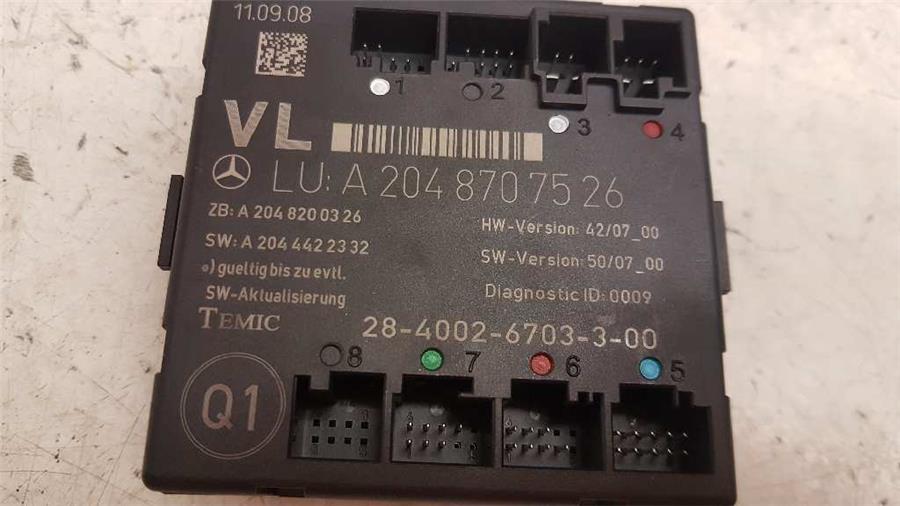 11.09.08
1 2 3 4
VL
LU: A 204 870 75 26
ZB: A 204 820 03 26
HW-Version: 42/07_00
SW: A 204 442 23 32
SW-Version: 50/07_00
∘) gueltig bis zu evtl.
SW-Aktualisierung
Diagnostic ID: 0009
TEMIC
28-4002-6703-3-00
8 7 6 5
Q1